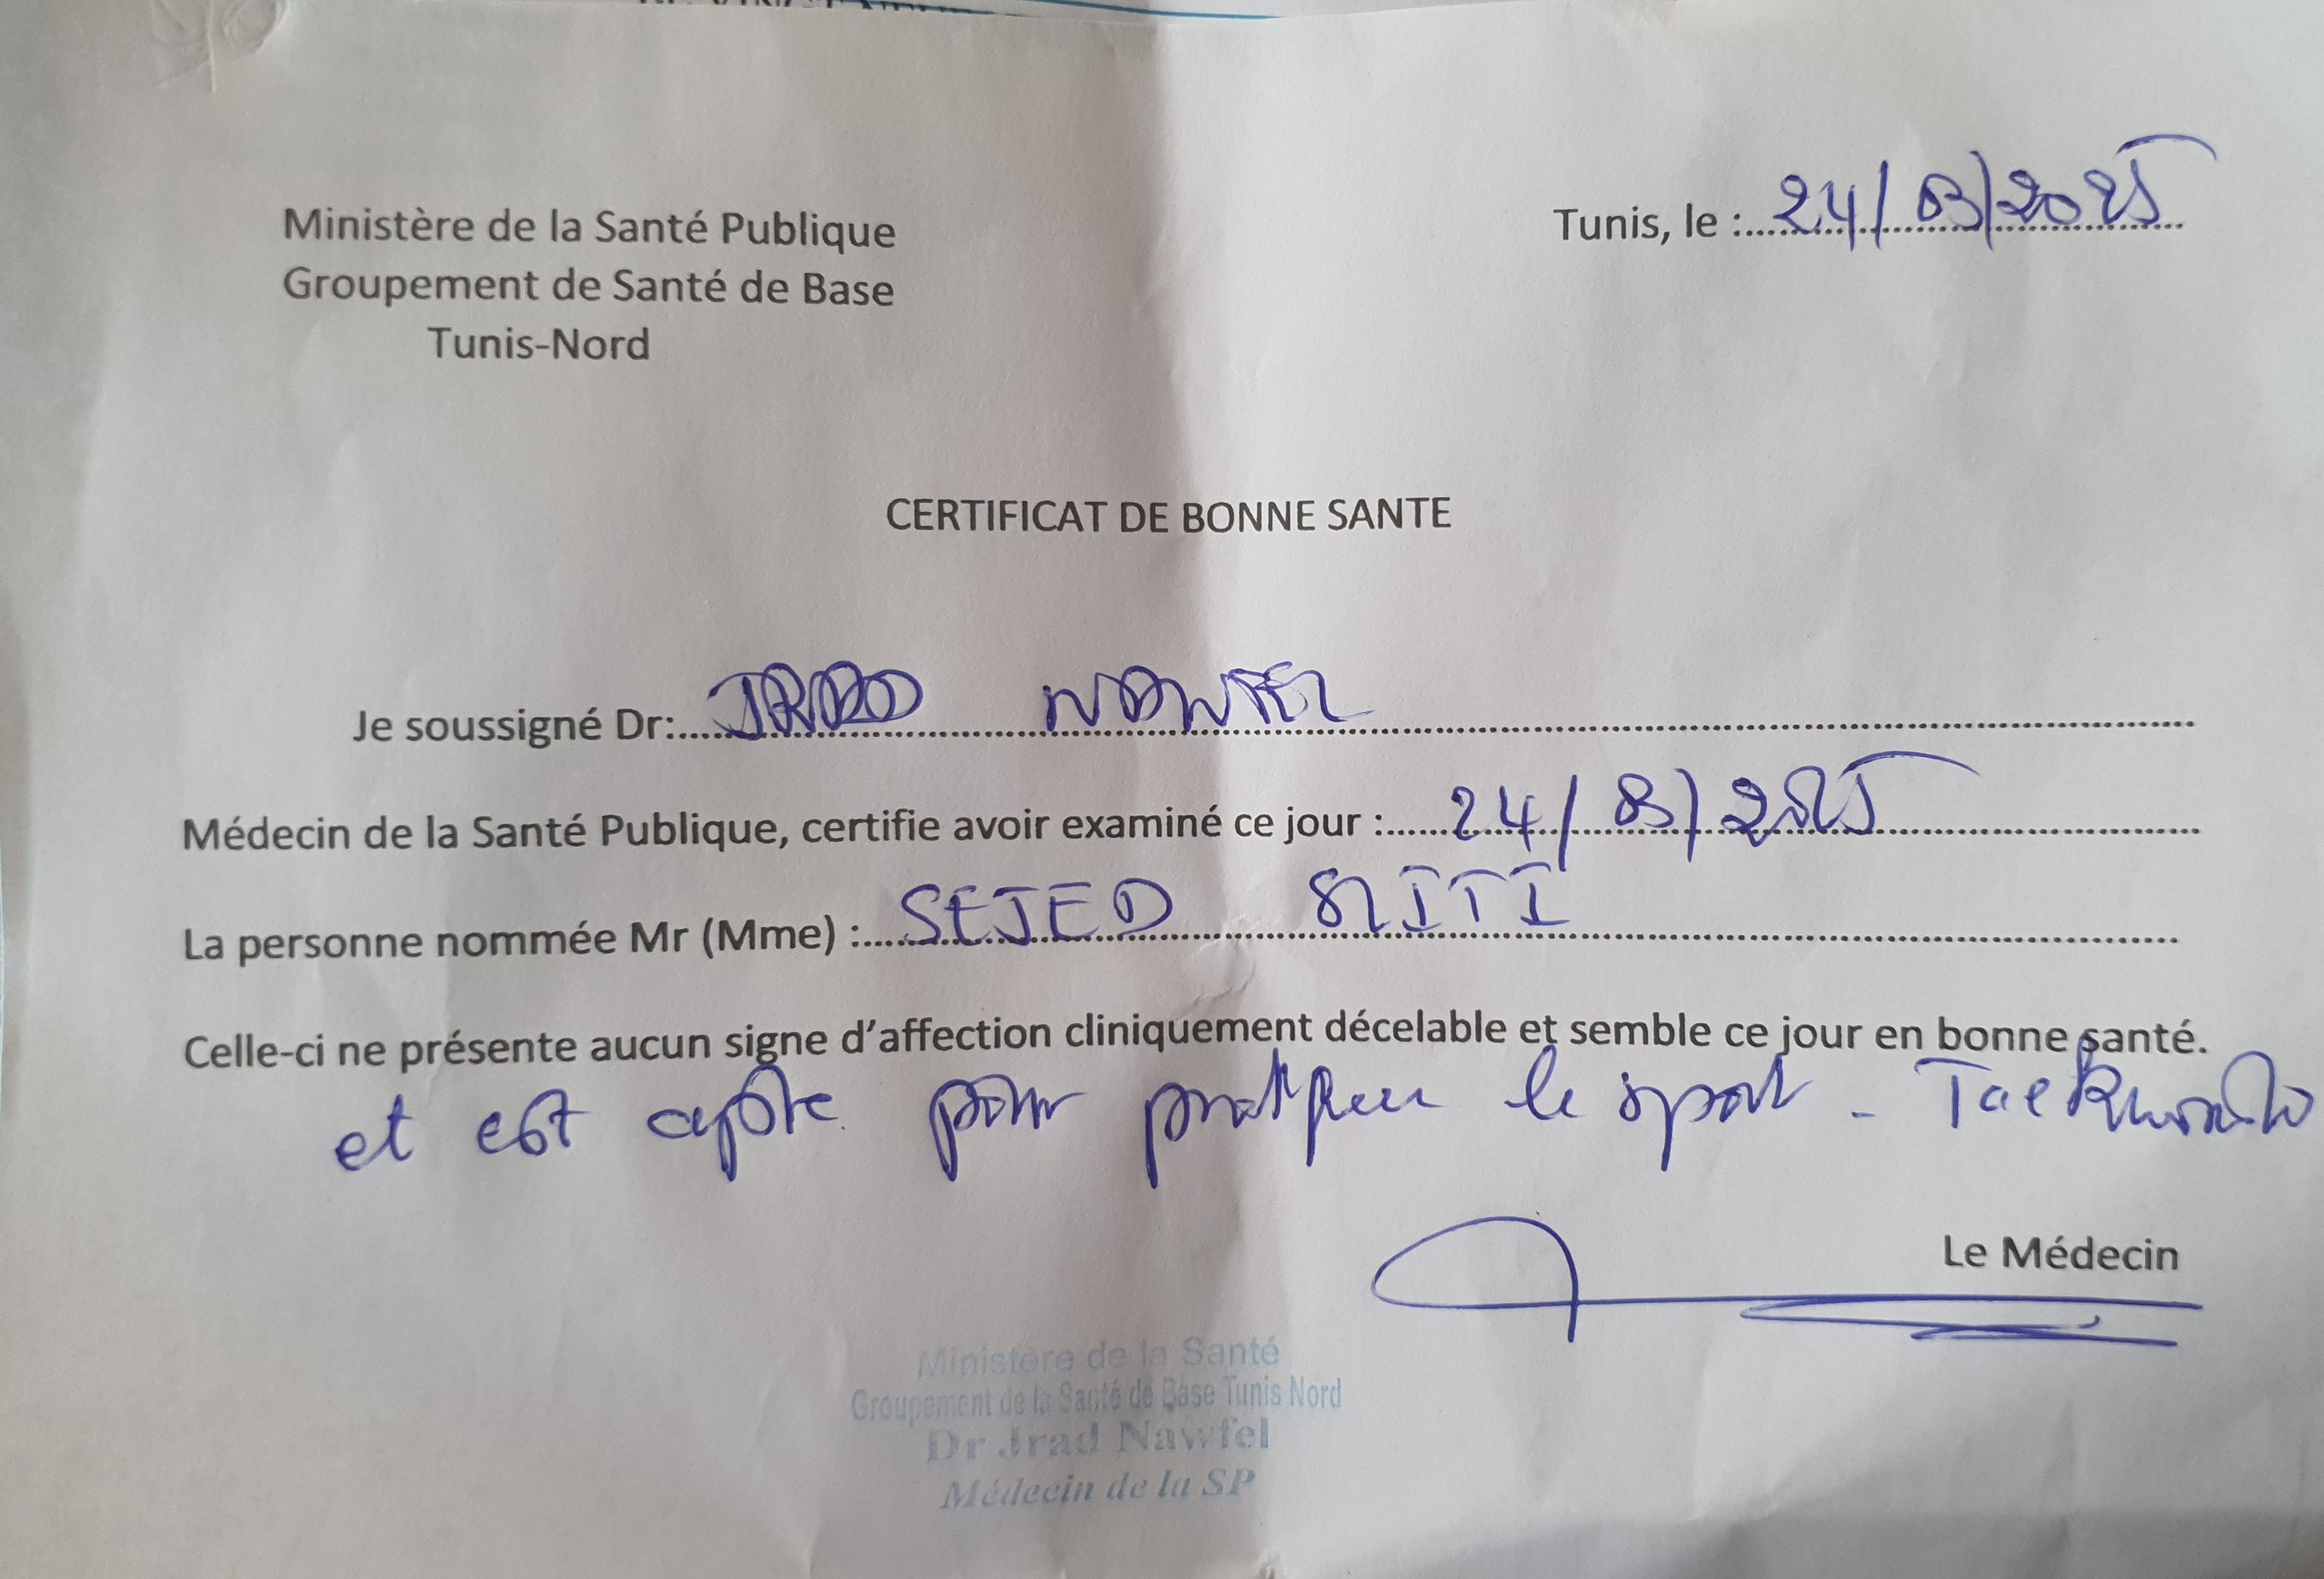 Ministère de la Santé Publique
Groupement de Santé de Base
Tunis-Nord
Tunis, le : 24/03/2025
CERTIFICAT DE BONNE SANTE
Je soussigné Dr: JRAD NAWFEL
Médecin de la Santé Publique, certifie avoir examiné ce jour : 24/03/2025
La personne nommée Mr (Mme) : SEJED
Celle-ci ne présente aucun signe d'affection cliniquement décelable et semble ce jour en bonne santé.
et est apte pour pratiquer le sport - Taekwondo
Le Médecin
Ministère de la Santé
Groupement de la Santé de Base Tunis Nord
Dr Jrad Nawfel
Médecin de la SP